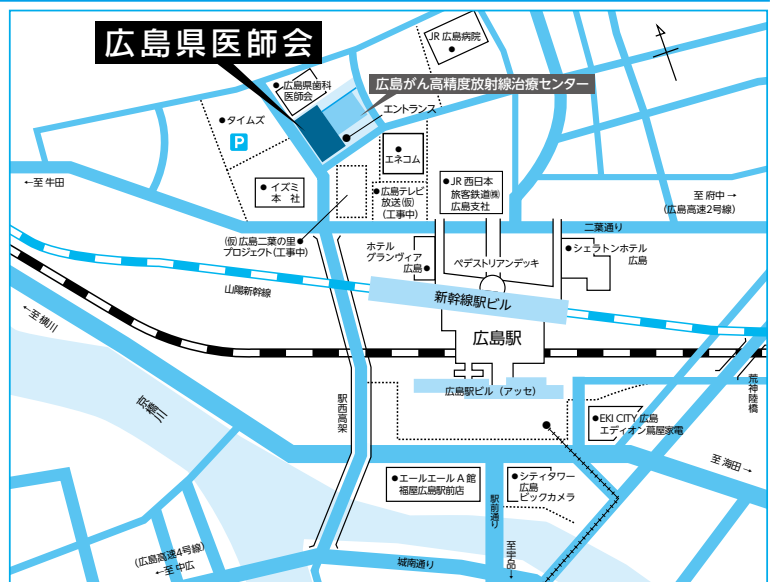 広島県医師会
JR広島病院
広島県歯科
医師会
広島がん高精度放射線治療センター
エントランス
タイムズ
P
エネコム
←至 牛田
イズミ
本社
広島テレビ
放送(仮)
(工事中)
JR西日本
旅客鉄道㈱
広島支社
至 府中→
(広島高速2号線)
二葉通り
(仮)広島二葉の里
プロジェクト(工事中)
ホテル
グランヴィア
広島
ペデストリアンデッキ
シェラトンホテル
広島
山陽新幹線
新幹線駅ビル
←至横川
広島駅
京橋川
駅西高架
広島駅ビル(アッセ)
荒神陸橋
EKI CITY 広島
エディオン蔦屋家電
至 海田→
エールエールA館
福屋広島駅前店
駅前通り
シティタワー
広島
ビックカメラ
(広島高速4号線)
←至 中広
城南通り
至宇品→